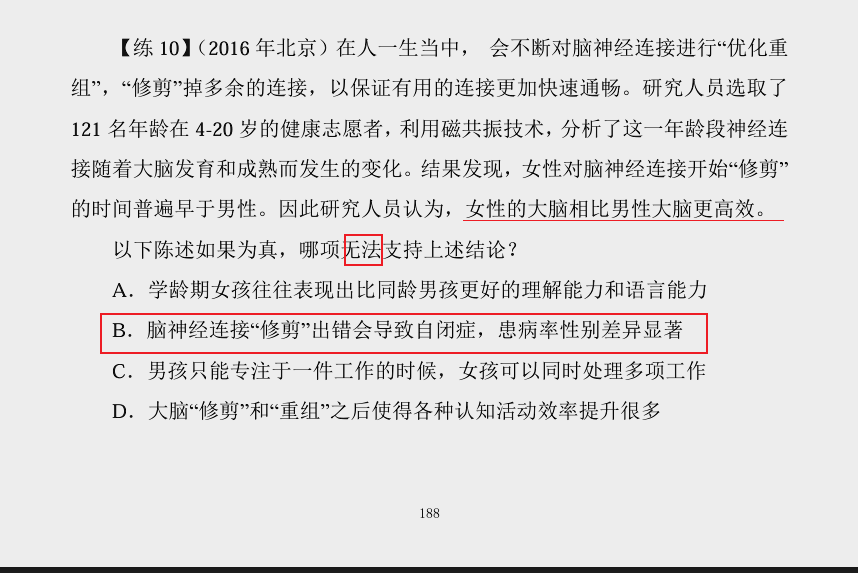 【练 10】（2016 年北京）在人一生当中， 会不断对脑神经连接进行“优化重
组”，“修剪”掉多余的连接，以保证有用的连接更加快速通畅。研究人员选取了
121 名年龄在 4-20 岁的健康志愿者，利用磁共振技术，分析了这一年龄段神经连
接随着大脑发育和成熟而发生的变化。结果发现，女性对脑神经连接开始“修剪”
的时间普遍早于男性。因此研究人员认为，女性的大脑相比男性大脑更高效。
以下陈述如果为真，哪项无法支持上述结论？
A．学龄期女孩往往表现出比同龄男孩更好的理解能力和语言能力
B．脑神经连接“修剪”出错会导致自闭症，患病率性别差异显著
C．男孩只能专注于一件工作的时候，女孩可以同时处理多项工作
D．大脑“修剪”和“重组”之后使得各种认知活动效率提升很多
188